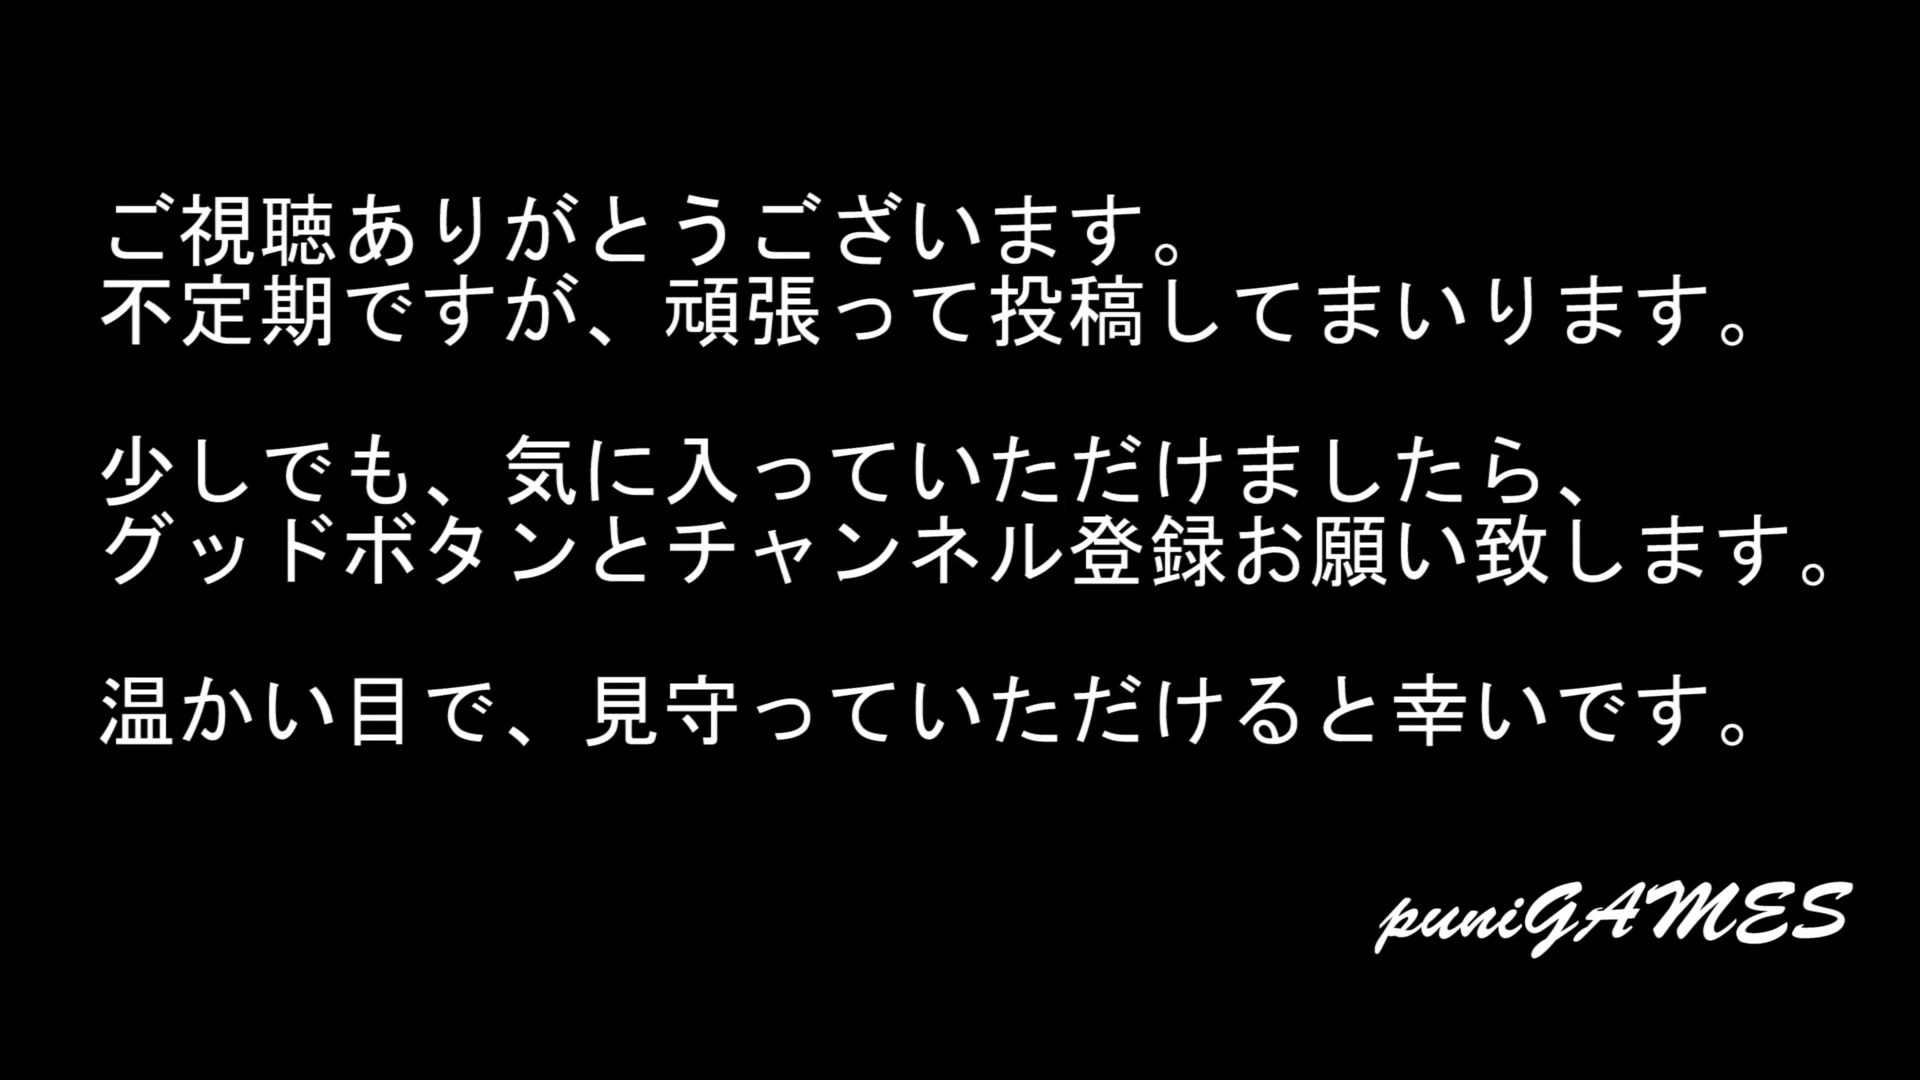 ご視聴ありがとうございます。
不定期ですが、頑張って投稿してまいります。
少しでも、気に入っていただけましたら、
グッドボタンとチャンネル登録お願い致します。
温かい目で、見守っていただけると幸いです。
puniGAMES